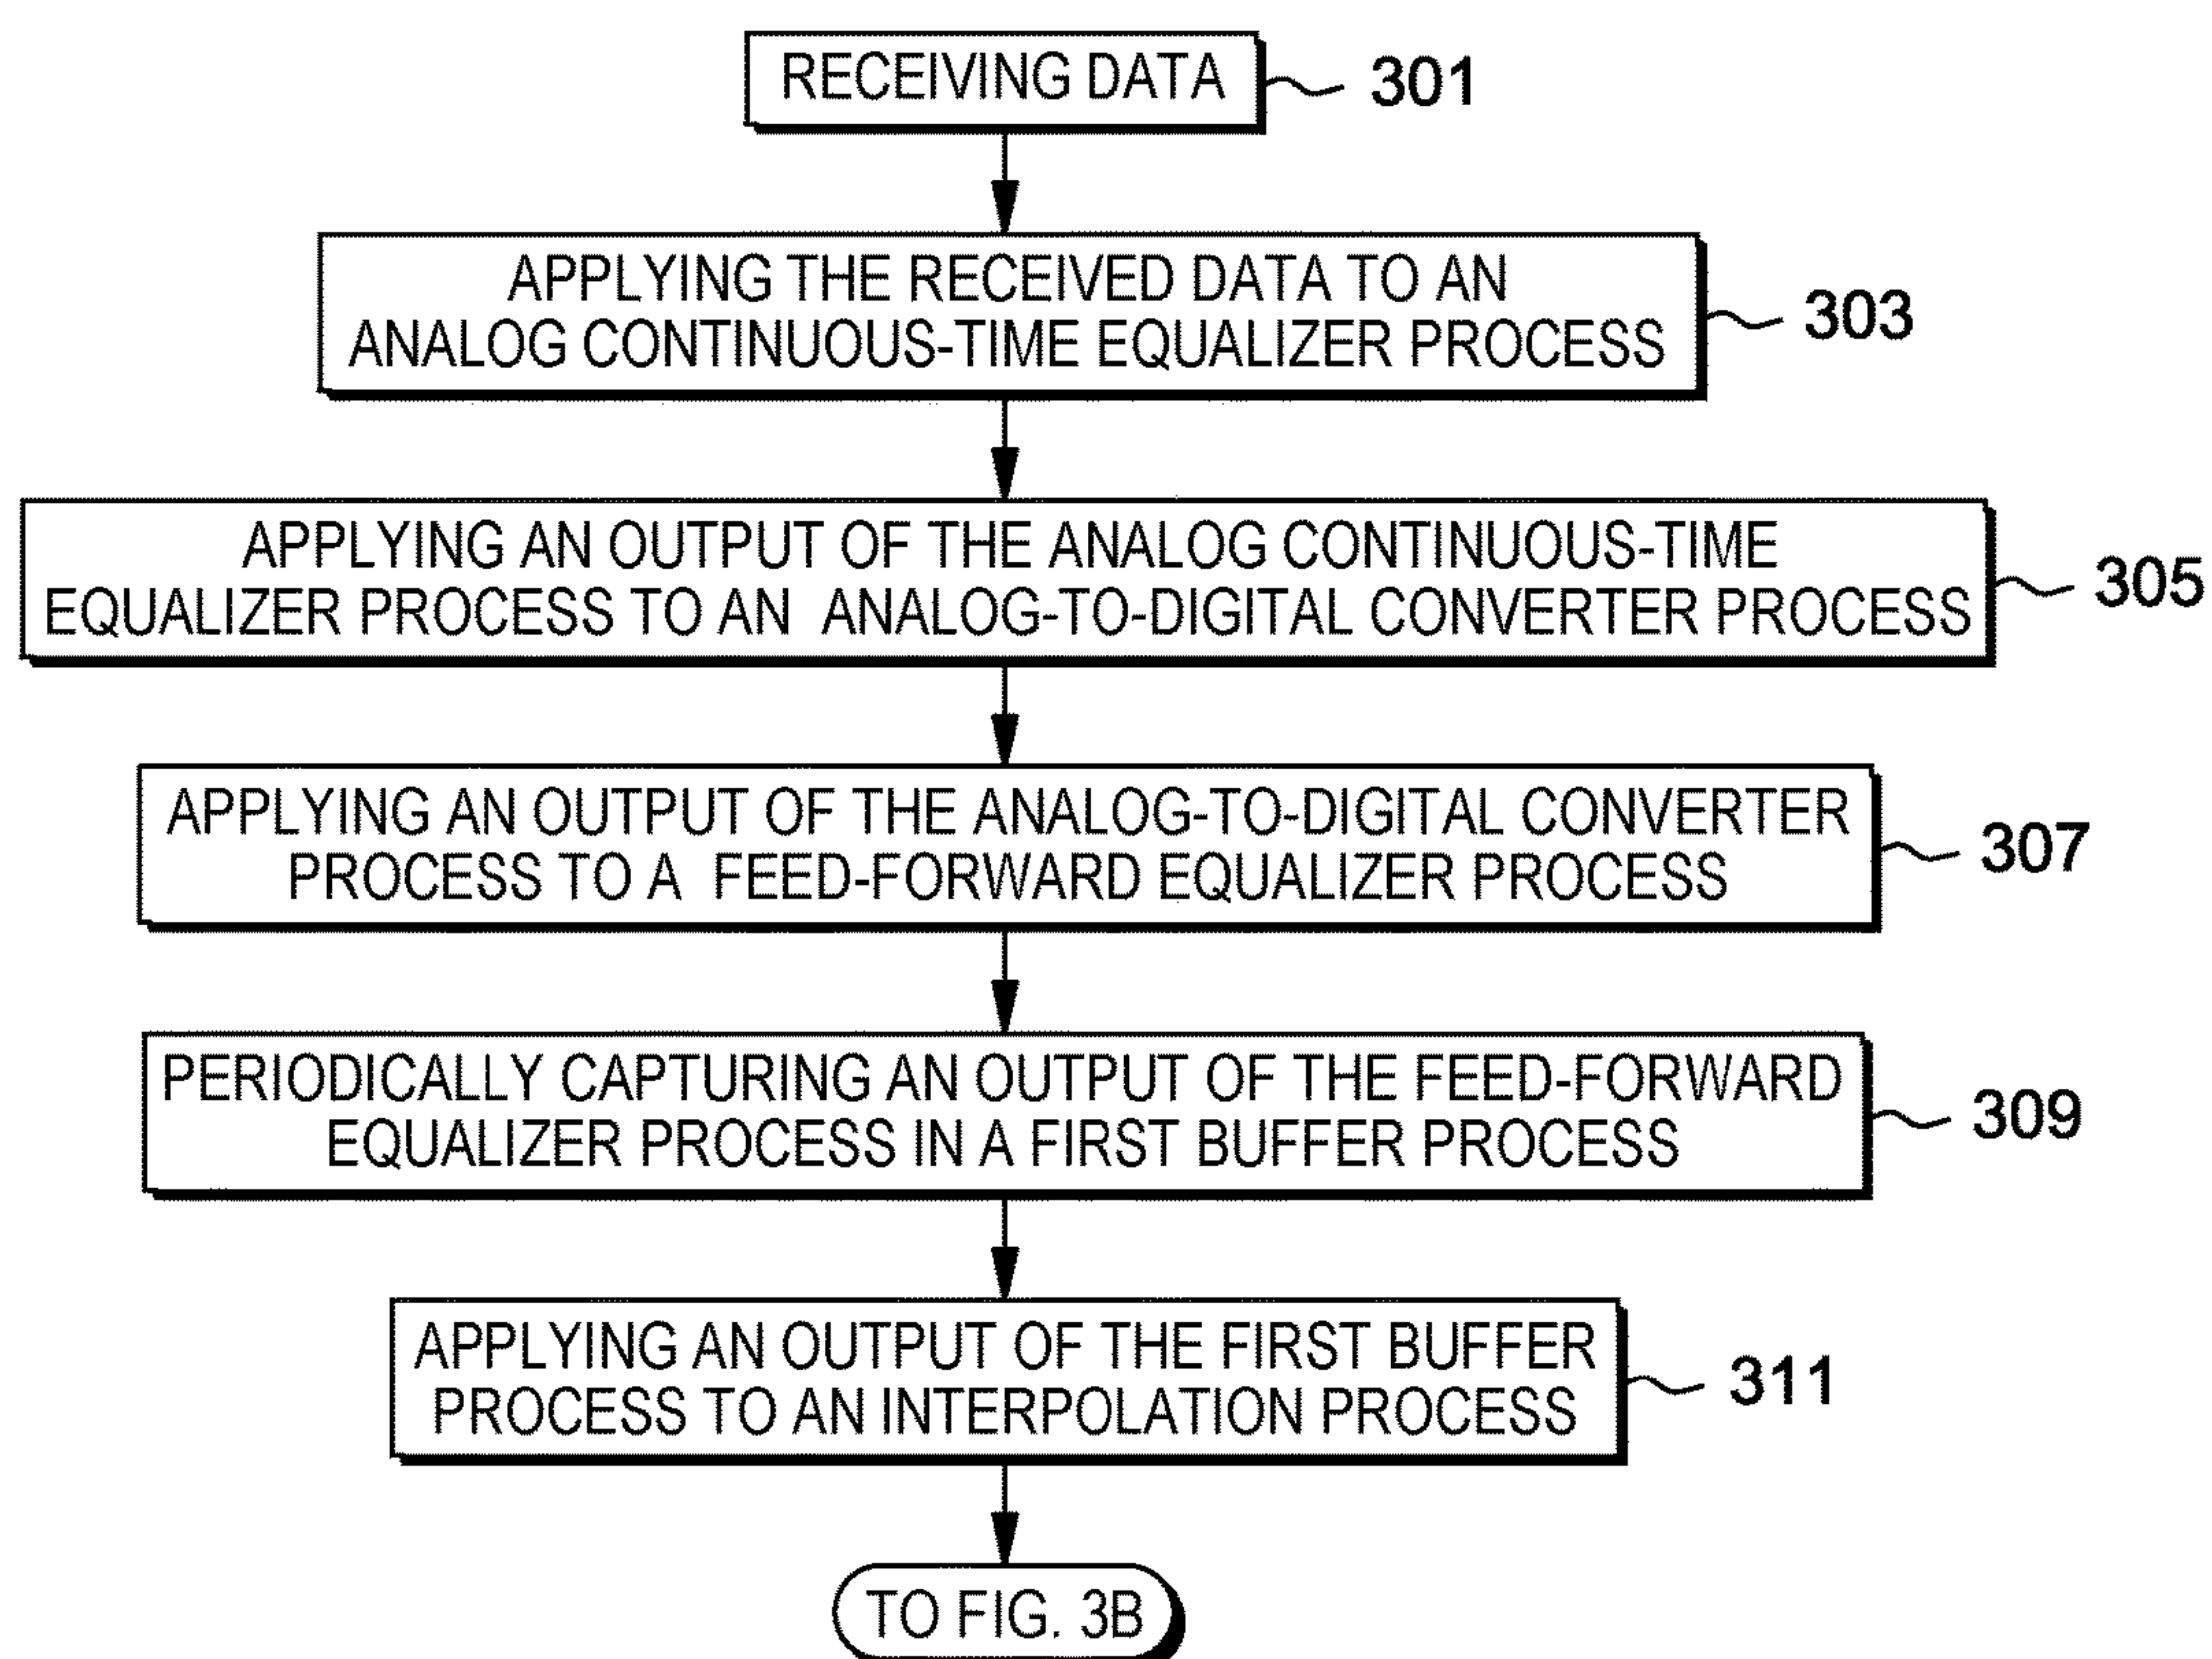 RECEIVING DATA
301
APPLYING THE RECEIVED DATA TO AN
ANALOG CONTINUOUS-TIME EQUALIZER PROCESS
303
APPLYING AN OUTPUT OF THE ANALOG CONTINUOUS-TIME
EQUALIZER PROCESS TO AN ANALOG-TO-DIGITAL CONVERTER PROCESS
305
APPLYING AN OUTPUT OF THE ANALOG-TO-DIGITAL CONVERTER
PROCESS TO A FEED-FORWARD EQUALIZER PROCESS
307
PERIODICALLY CAPTURING AN OUTPUT OF THE FEED-FORWARD
EQUALIZER PROCESS IN A FIRST BUFFER PROCESS
309
APPLYING AN OUTPUT OF THE FIRST BUFFER
PROCESS TO AN INTERPOLATION PROCESS
311
TO FIG. 3B